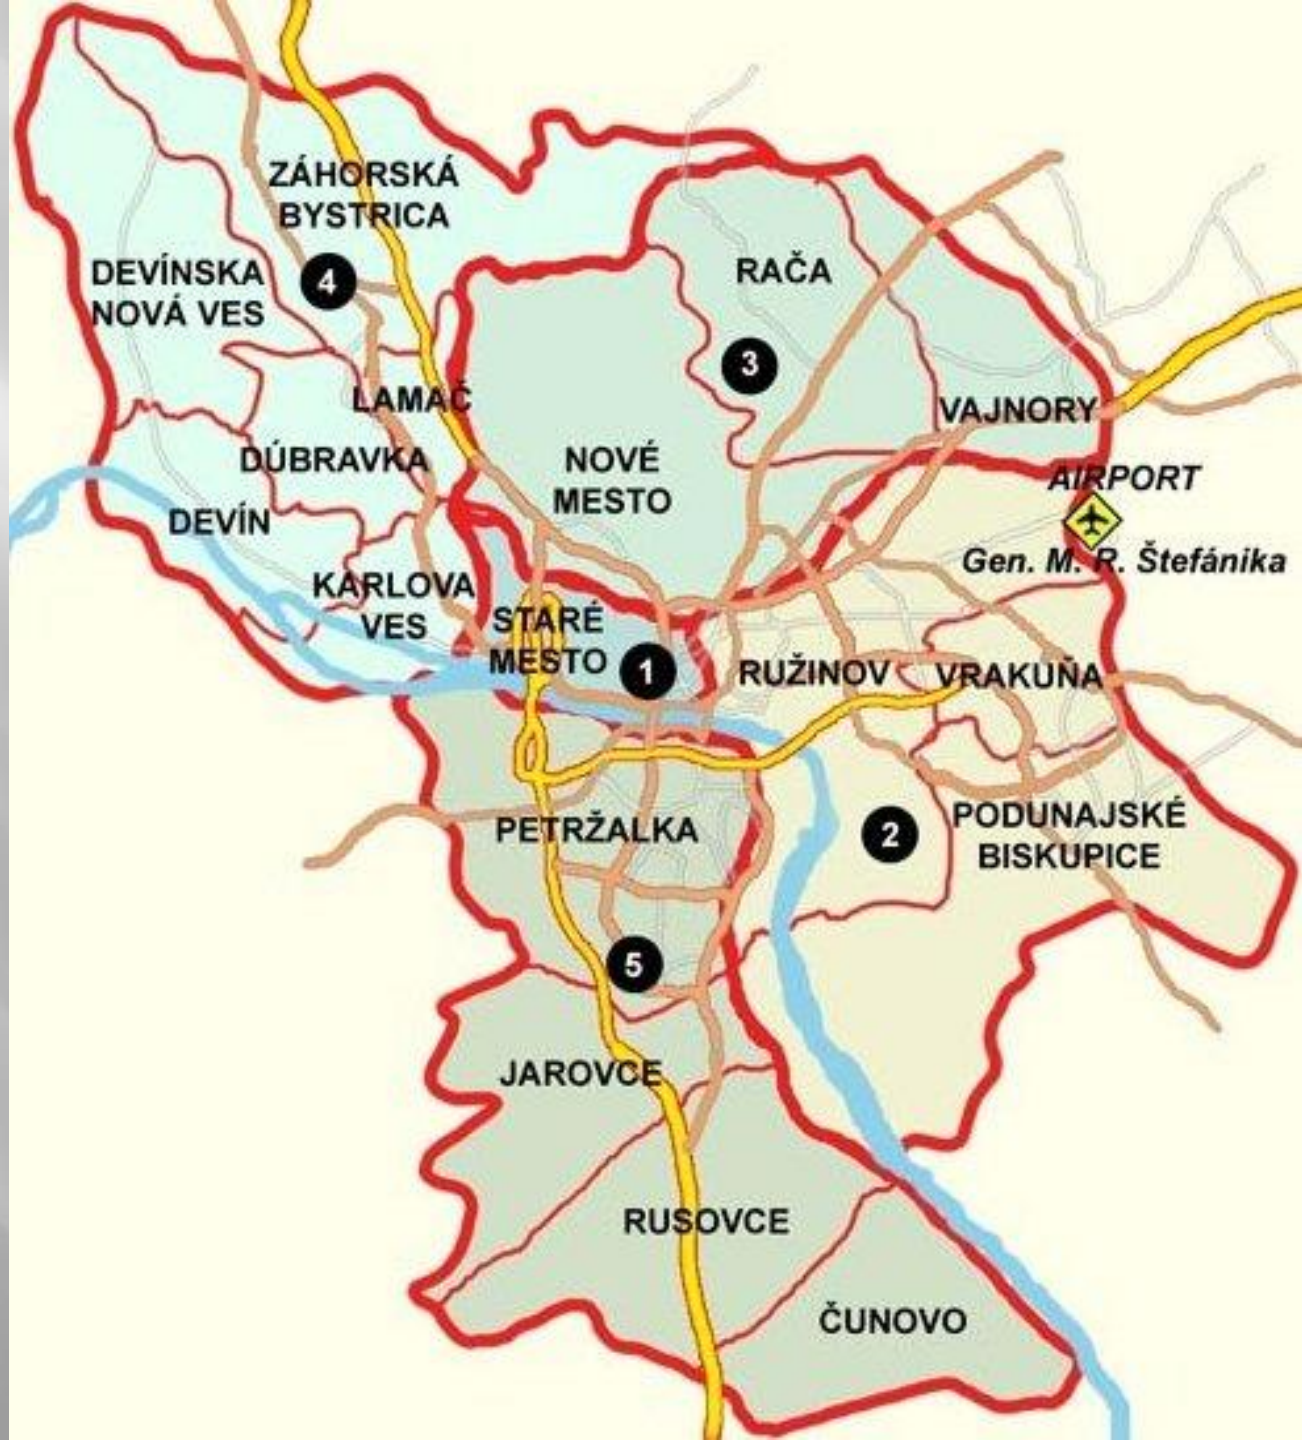 ZÁHORSKÁ
BYSTRICA
DEVÍNSKA
NOVÁ VES
4
RAČA
3
LAMAČ
VAJNORY
DÚBRAVKA
NOVÉ
MESTO
AIRPORT
DEVÍN
Gen. M. R. Štefánika
KARLOVA
VES
STARÉ
MESTO
1
RUŽINOV
VRAKUŇA
PETRŽALKA
2
PODUNAJSKÉ
BISKUPICE
5
JAROVCE
RUSOVCE
ČUNOVO